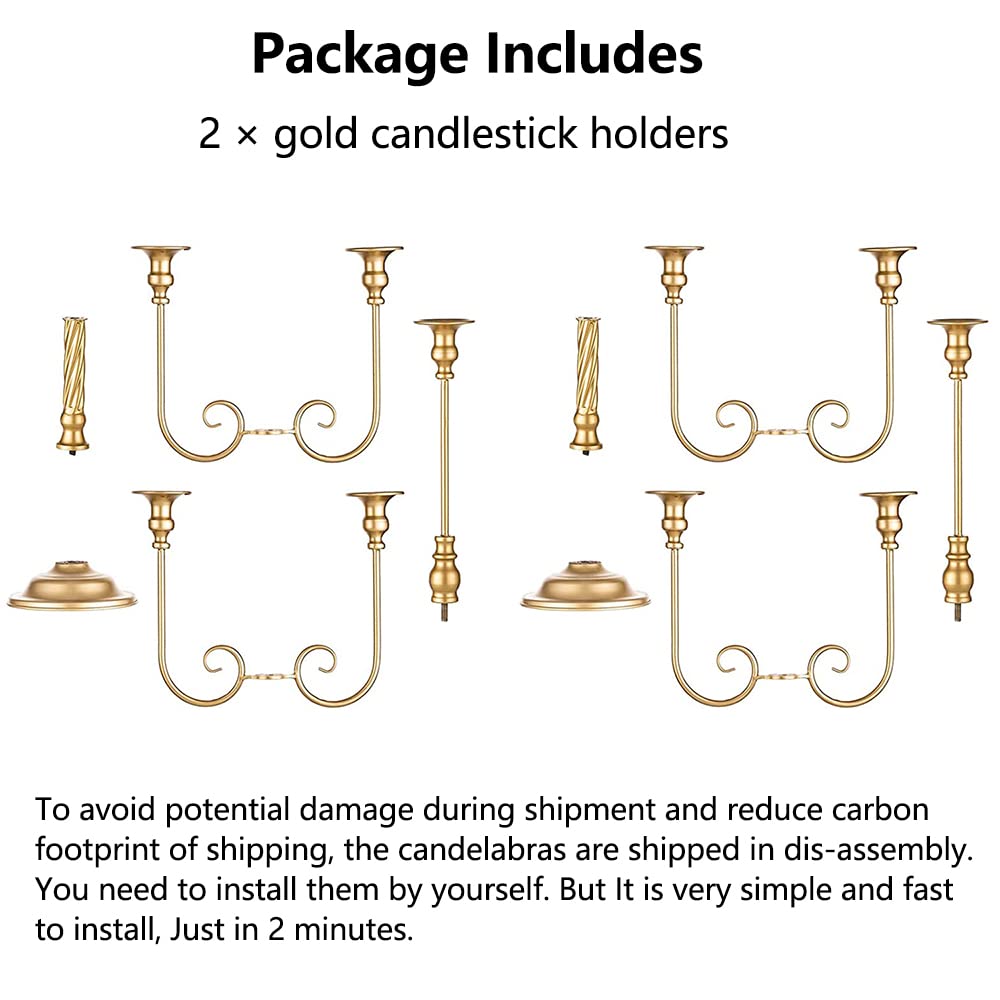 Package Includes
2 × gold candlestick holders
To avoid potential damage during shipment and reduce carbon
footprint of shipping, the candelabras are shipped in dis-assembly.
You need to install them by yourself. But It is very simple and fast
to install, Just in 2 minutes.